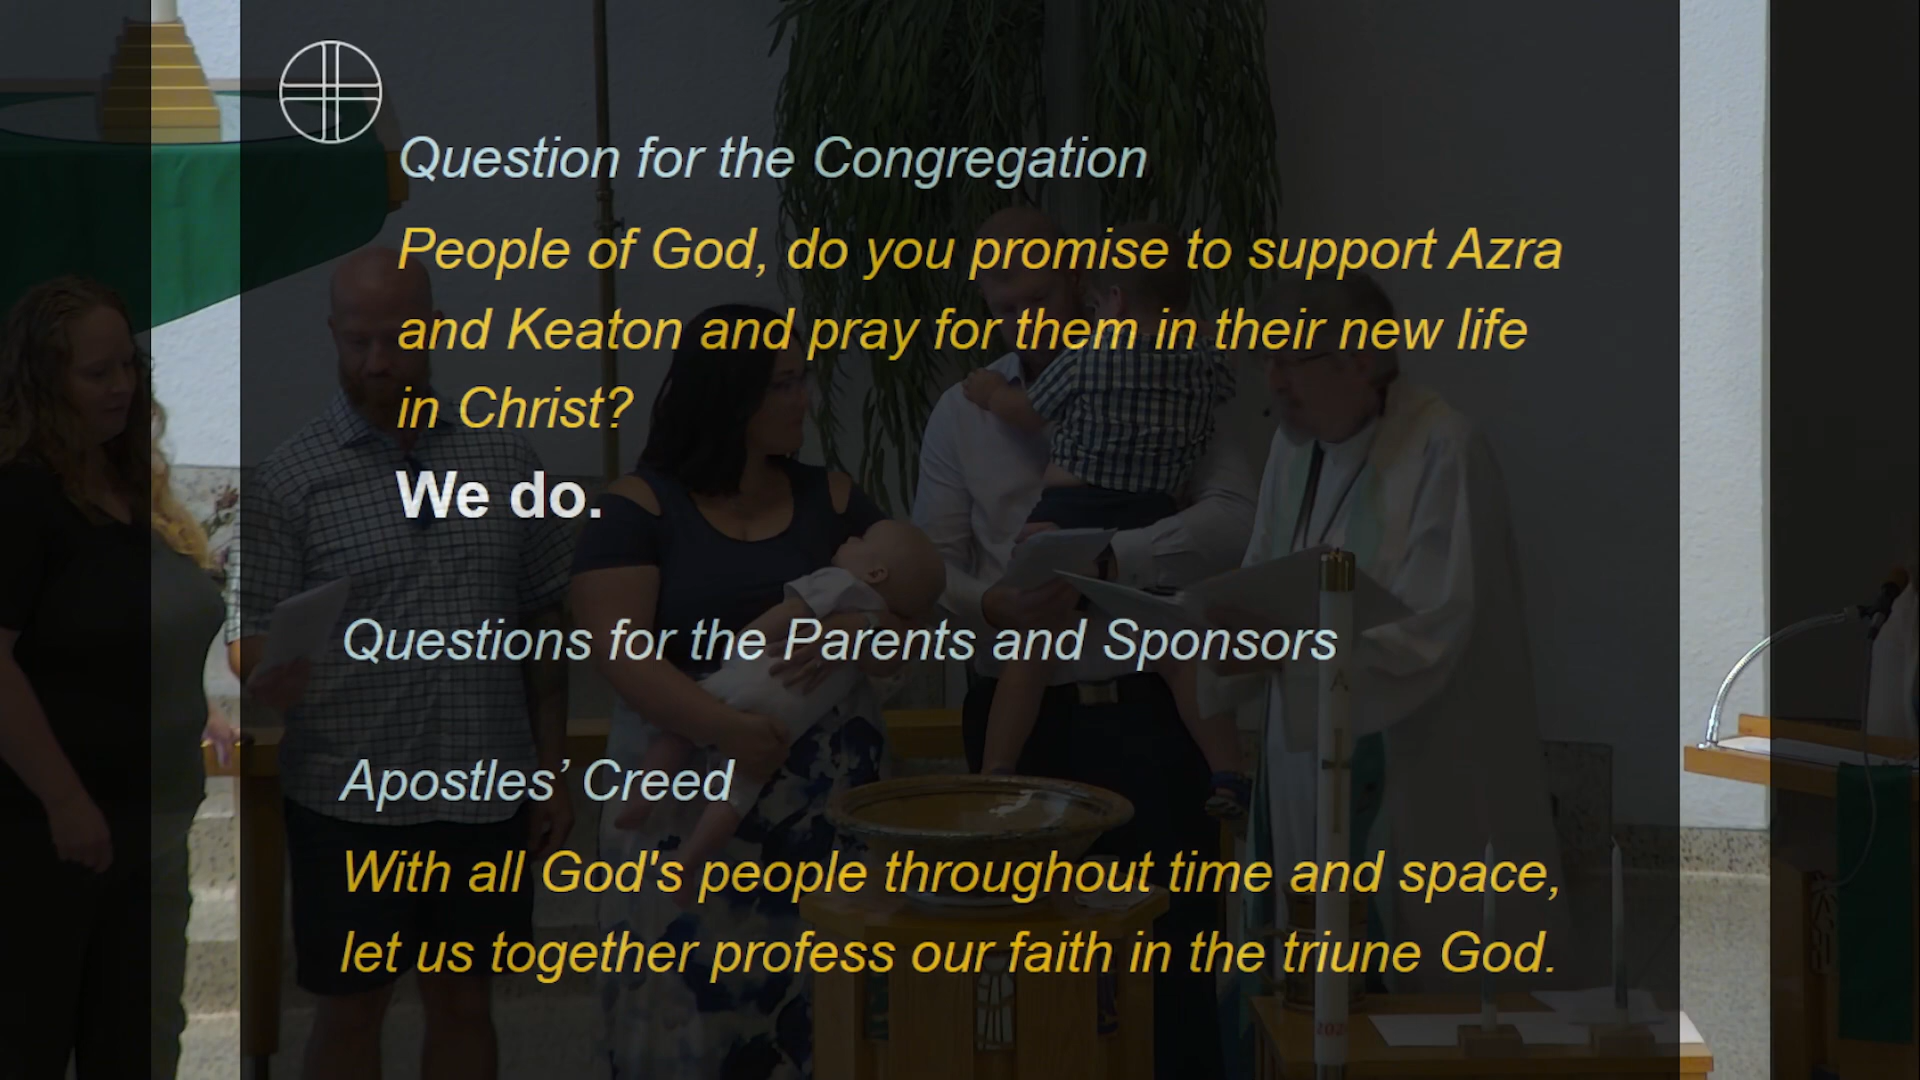 Question for the Congregation
People of God, do you promise to support Azra
and Keaton and pray for them in their new life
in Christ?
We do.
Questions for the Parents and Sponsors
Apostles’ Creed
With all God's people throughout time and space,
let us together profess our faith in the triune God.